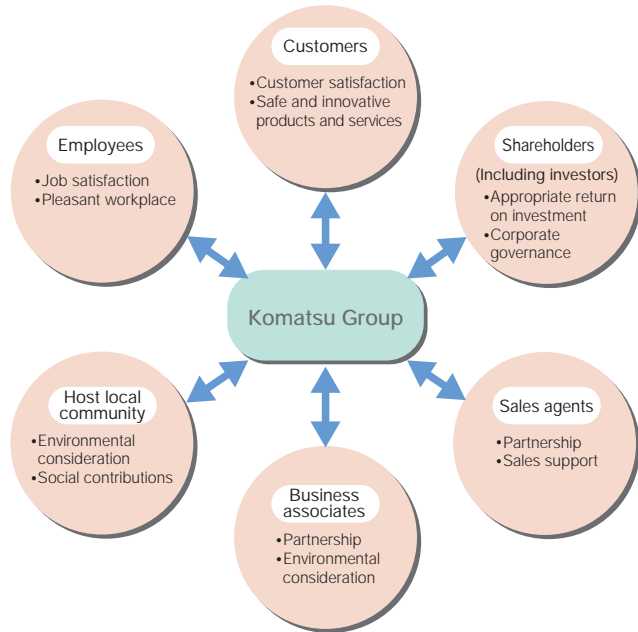 Customers
•Customer satisfaction
•Safe and innovative
products and services
Employees
•Job satisfaction
•Pleasant workplace
Shareholders
(Including investors)
•Appropriate return
on investment
•Corporate
governance
Komatsu Group
Host local
community
•Environmental
consideration
•Social contributions
Sales agents
•Partnership
•Sales support
Business
associates
•Partnership
•Environmental
consideration